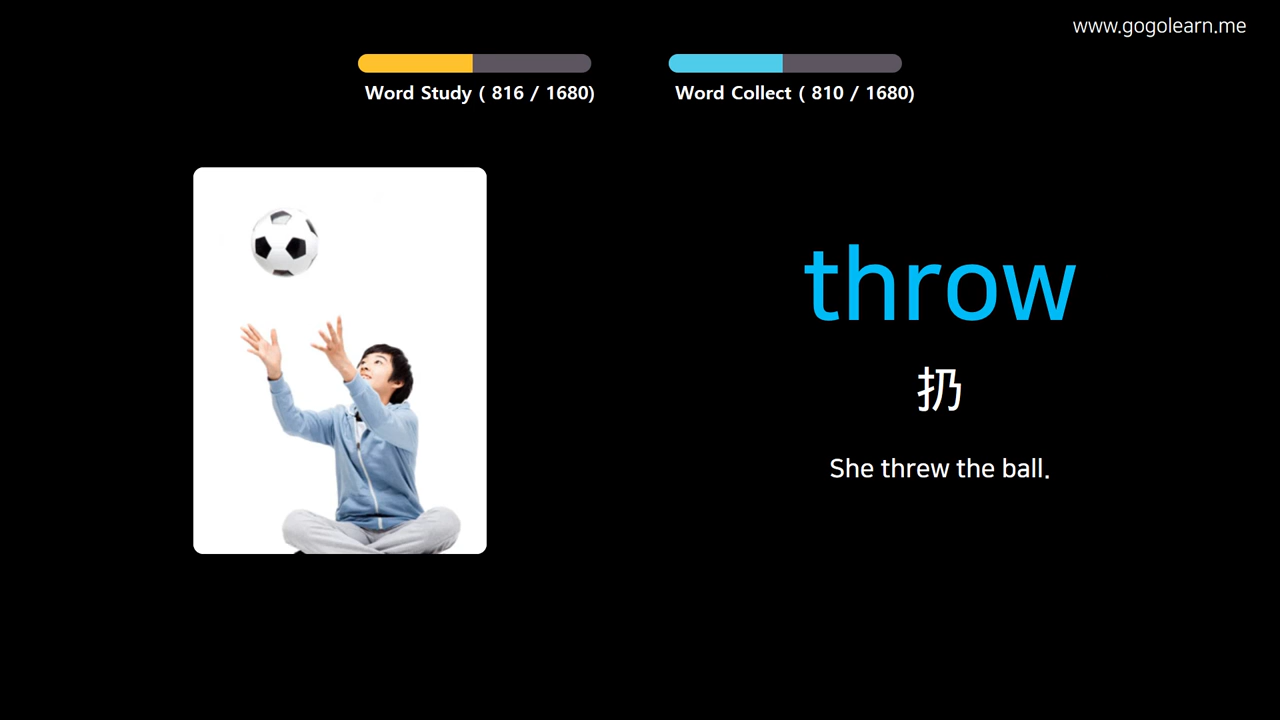 www.gogolearn.me
Word Study ( 816 / 1680)
Word Collect ( 810 / 1680)
throw
扔
She threw the ball.